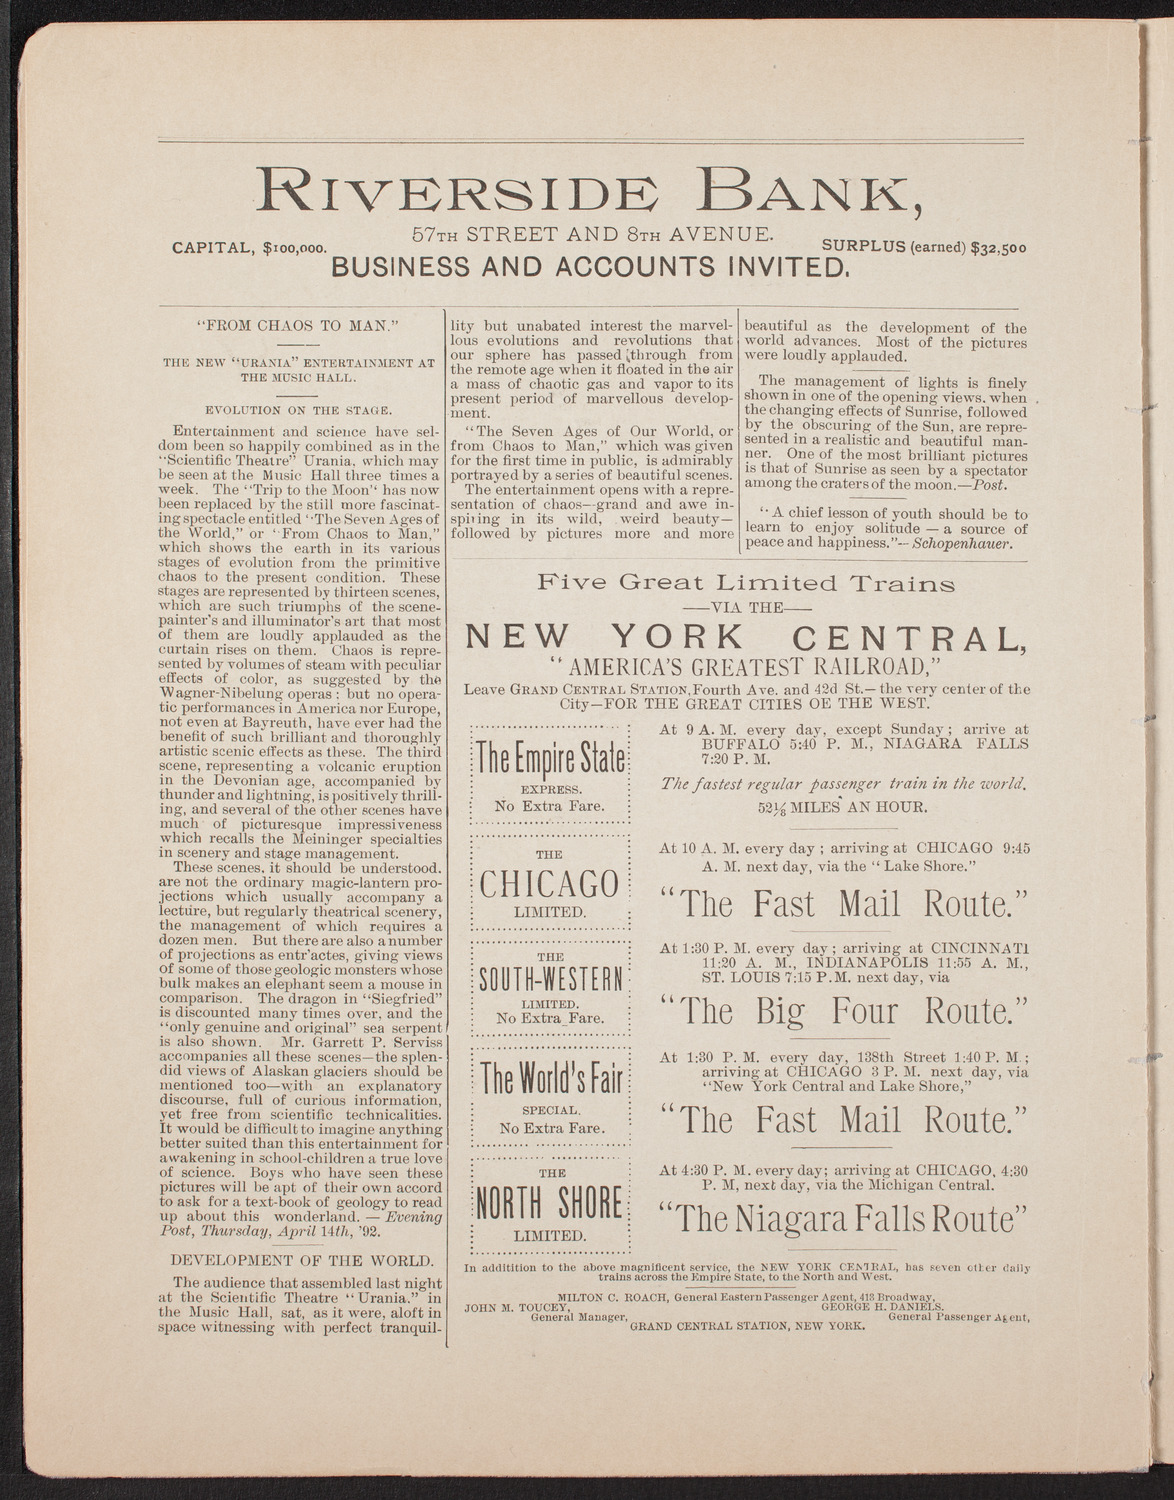 RIVERSIDE BANK,
57TH STREET AND 8TH AVENUE.
CAPITAL, $100,000.
SURPLUS (earned) $32,500
BUSINESS AND ACCOUNTS INVITED.
"FROM CHAOS TO MAN."
THE NEW "URANIA" ENTERTAINMENT AT
THE MUSIC HALL.
EVOLUTION ON THE STAGE.
Entertainment and science have sel-
dom been so happily combined as in the
"Scientific Theatre" Urania, which may
be seen at the Music Hall three times a
week. The "Trip to the Moon" has now
been replaced by the still more fascinat-
ing spectacle entitled "The Seven Ages of
the World," or "From Chaos to Man,"
which shows the earth in its various
stages of evolution from the primitive
chaos to the present condition. These
stages are represented by thirteen scenes,
which are such triumphs of the scene-
painter's and illuminator's art that most
of them are loudly applauded as the
curtain rises on them. Chaos is repre-
sented by volumes of steam with peculiar
effects of color, as suggested by the
Wagner-Nibelung operas; but no opera-
tic performances in America nor Europe,
not even at Bayreuth, have ever had the
benefit of such brilliant and thoroughly
artistic scenic effects as these. The third
scene, representing a volcanic eruption
in the Devonian age, accompanied by
thunder and lightning, is positively thrill-
ing, and several of the other scenes have
much of picturesque impressiveness
which recalls the Meininger specialties
in scenery and stage management.
These scenes, it should be understood.
are not the ordinary magic-lantern pro-
jections which usually accompany a
lecture, but regularly theatrical scenery,
the management of which requires a
dozen men. But there are also a number
of projections as entr'actes, giving views
of some of those geologic monsters whose
bulk makes an elephant seem a mouse in
comparison. The dragon in "Siegfried"
is discounted many times over, and the
"only genuine and original" sea serpent
is also shown. Mr. Garrett P. Serviss
accompanies all these scenes—the splen-
did views of Alaskan glaciers should be
mentioned too—with an explanatory
discourse, full of curious information,
yet free from scientific technicalities.
It would be difficult to imagine anything
better suited than this entertainment for
awakening in school-children a true love
of science. Boys who have seen these
pictures will be apt of their own accord
to ask for a text-book of geology to read
up about this wonderland. — Evening
Post, Thursday, April 14th, '92.
DEVELOPMENT OF THE WORLD.
The audience that assembled last night
at the Scientific Theatre "Urania," in
the Music Hall, sat, as it were, aloft in
space witnessing with perfect tranquil-
lity but unabated interest the marvel-
lous evolutions and revolutions that
our sphere has passed through from
the remote age when it floated in the air
a mass of chaotic gas and vapor to its
present period of marvellous develop-
ment.
"The Seven Ages of Our World, or
from Chaos to Man," which was given
for the first time in public, is admirably
portrayed by a series of beautiful scenes.
The entertainment opens with a repre-
sentation of chaos—grand and awe in-
spiring in its wild, weird beauty—
followed by pictures more and more
beautiful as the development of the
world advances. Most of the pictures
were loudly applauded.
The management of lights is finely
shown in one of the opening views. when
the changing effects of Sunrise, followed
by the obscuring of the Sun, are repre-
sented in a realistic and beautiful man-
ner. One of the most brilliant pictures
is that of Sunrise as seen by a spectator
among the craters of the moon.—Post.
"A chief lesson of youth should be to
learn to enjoy solitude — a source of
peace and happiness."—Schopenhauer.
Five Great Limited Trains
—VIA THE—
NEW YORK CENTRAL,
"AMERICA'S GREATEST RAILROAD,"
Leave GRAND CENTRAL STATION, Fourth Ave. and 42d St.—the very center of the
City—FOR THE GREAT CITIES OE THE WEST.
The Empire State
EXPRESS.
No Extra Fare.
At 9 A. M. every day, except Sunday; arrive at
BUFFALO 5:40 P. M., NIAGARA FALLS
7:20 P. M.
The fastest regular passenger train in the world.
52⅛ MILES AN HOUR.
THE
CHICAGO
LIMITED.
At 10 A. M. every day; arriving at CHICAGO 9:45
A. M. next day, via the "Lake Shore."
"The Fast Mail Route."
THE
SOUTH-WESTERN
LIMITED.
No Extra Fare.
At 1:30 P. M. every day; arriving at CINCINNATI
11:20 A. M., INDIANAPOLIS 11:55 A. M.,
ST. LOUIS 7:15 P.M. next day, via
"The Big Four Route."
The World's Fair
SPECIAL.
No Extra Fare.
At 1:30 P. M. every day, 138th Street 1:40 P. M.;
arriving at CHICAGO 3 P. M. next day, via
"New York Central and Lake Shore,"
"The Fast Mail Route."
THE
NORTH SHORE
LIMITED.
At 4:30 P. M. every day; arriving at CHICAGO, 4:30
P. M, next day, via the Michigan Central.
"The Niagara Falls Route"
In additition to the above magnificent service, the NEW YORK CENTRAL, has seven other daily
trains across the Empire State, to the North and West.
MILTON C. ROACH, General Eastern Passenger Agent, 413 Broadway,
JOHN M. TOUCEY,
General Manager,
GEORGE H. DANIELS.
General Passenger Agent,
GRAND CENTRAL STATION, NEW YORK.